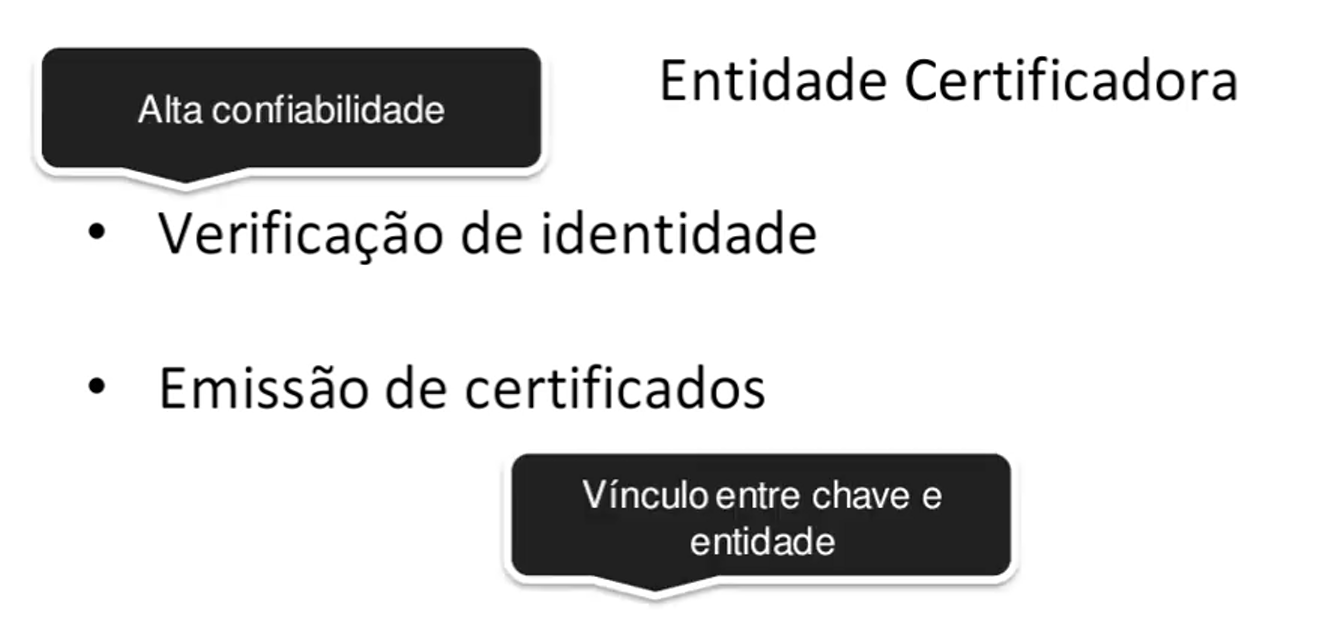 Alta confiabilidade
Entidade Certificadora
• Verificação de identidade
• Emissão de certificados
Vínculo entre chave e
entidade